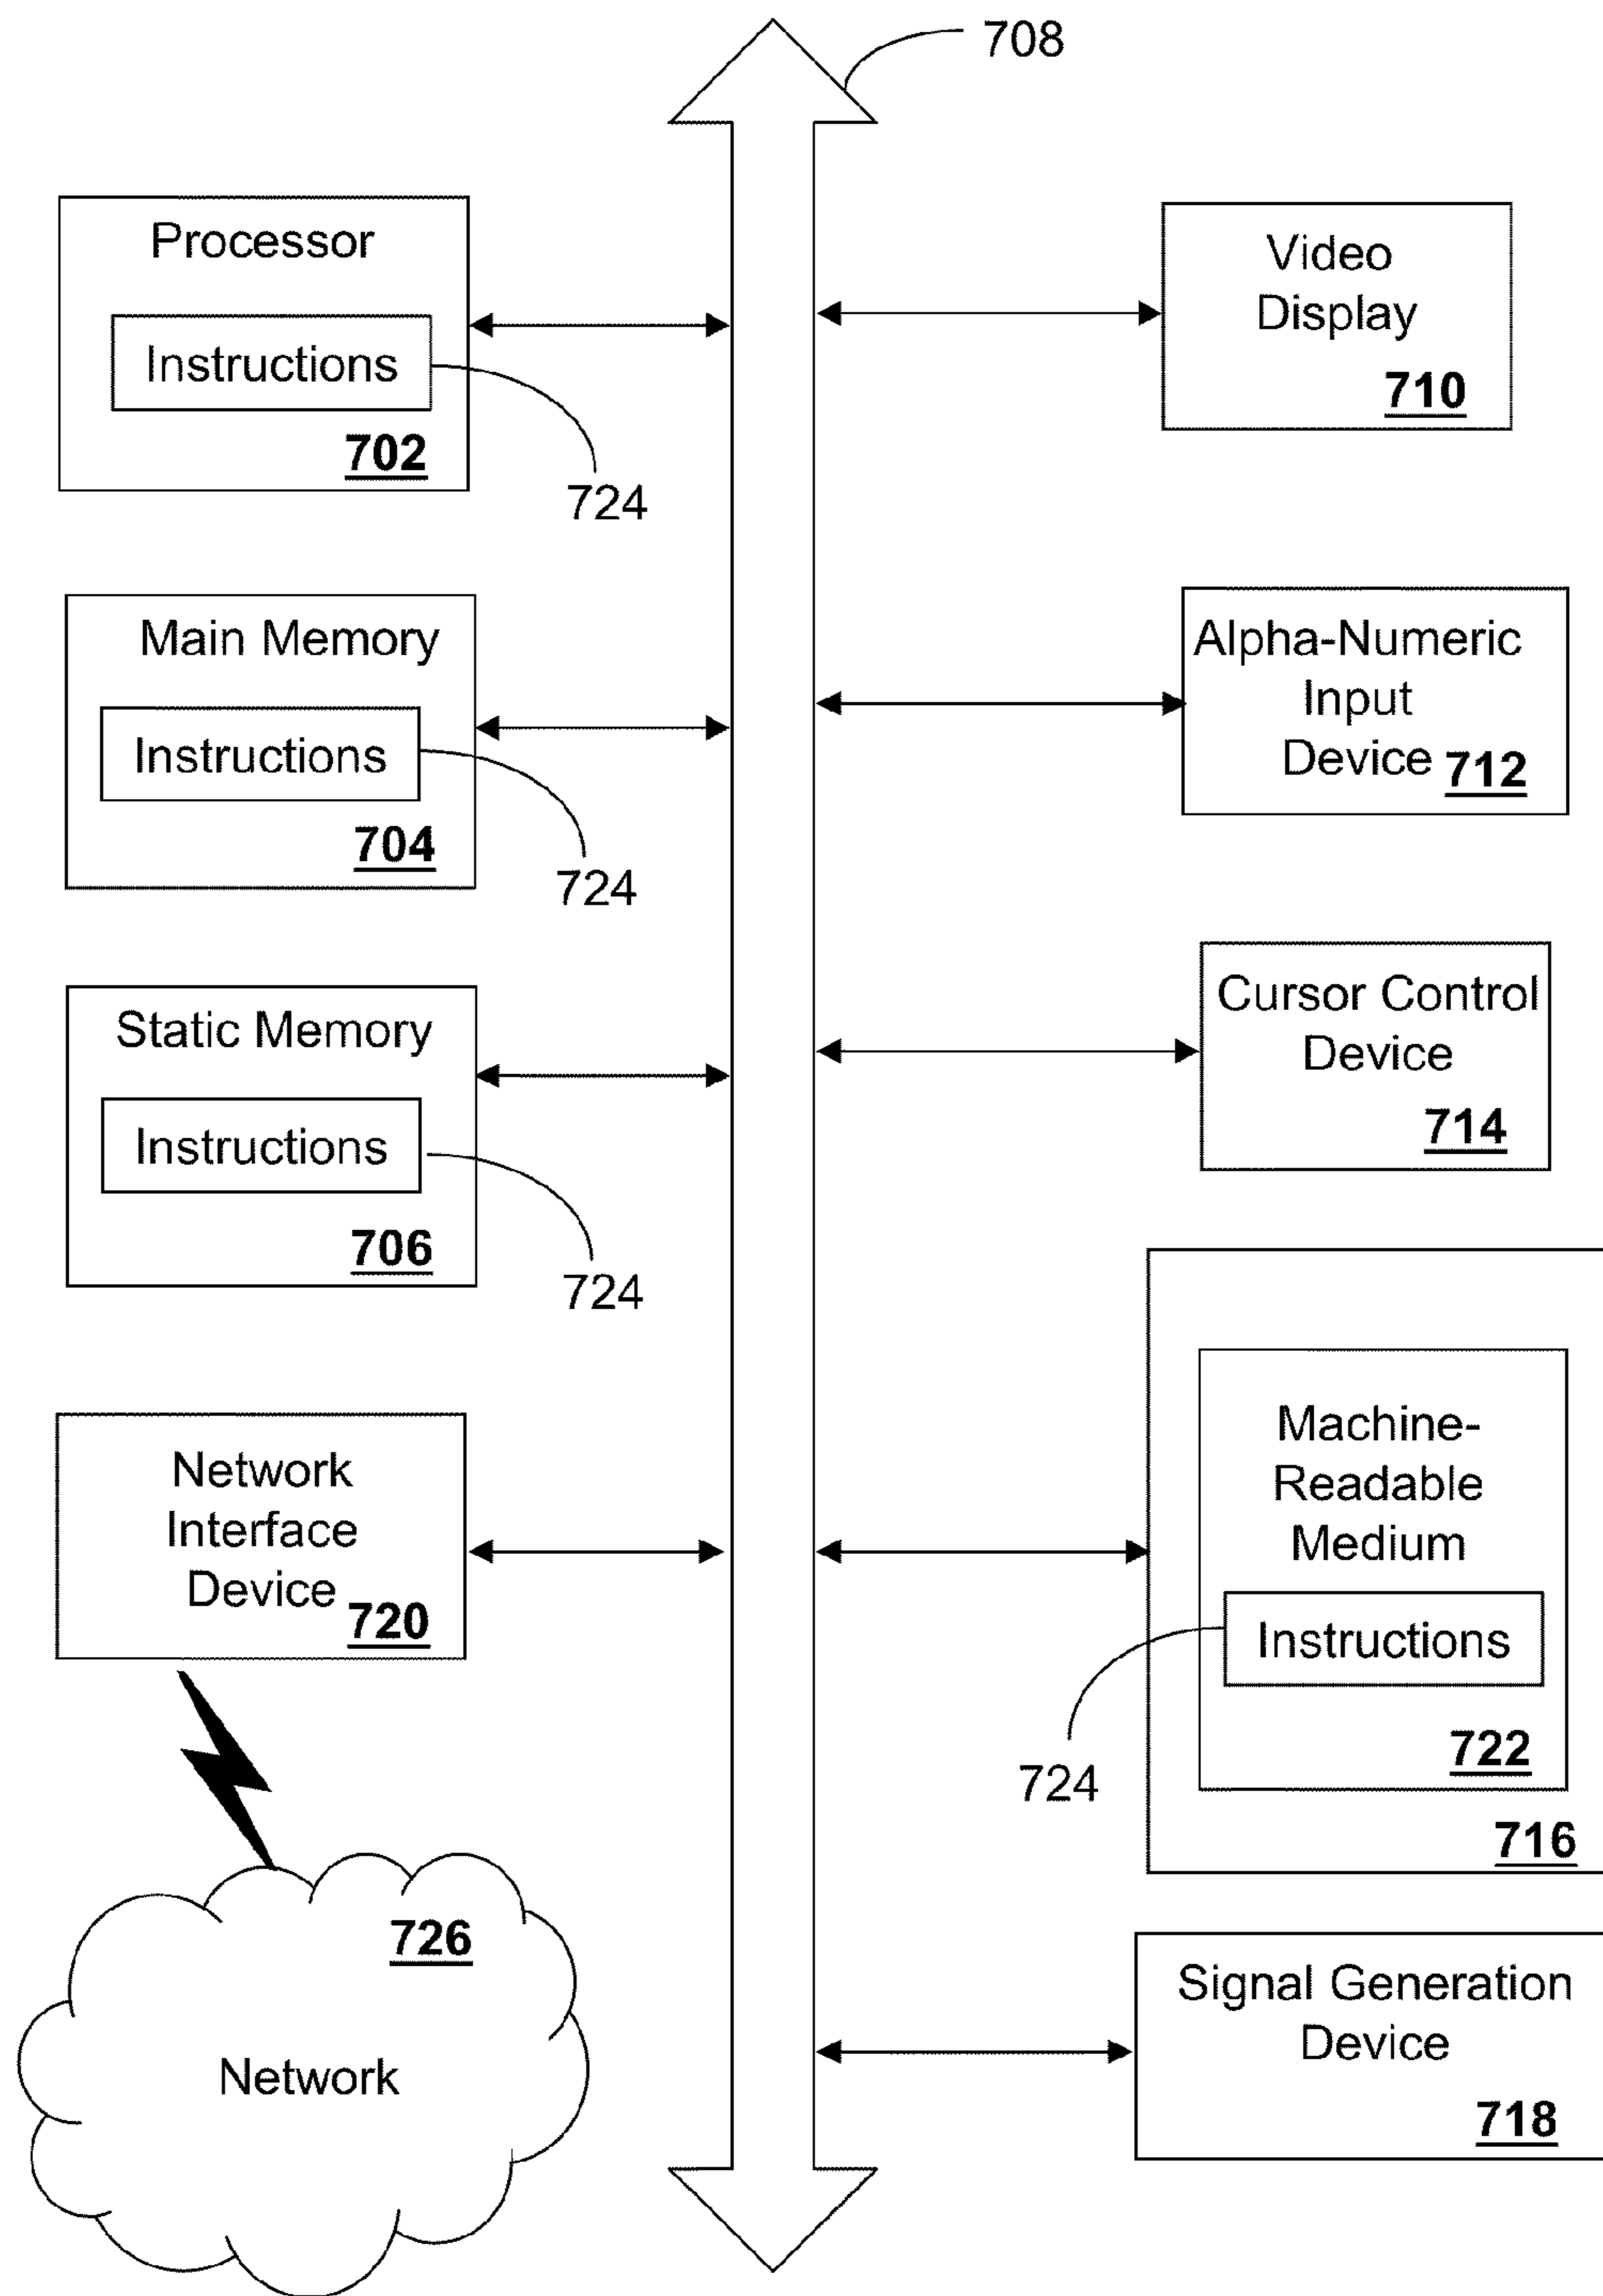 708
Processor
Instructions
702
724
Main Memory
Instructions
704
724
Static Memory
Instructions
706
724
Network
Interface
Device
720
726
Network
Video
Display
710
Alpha-Numeric
Input
Device
712
Cursor Control
Device
714
Machine-
Readable
Medium
Instructions
722
724
716
Signal Generation
Device
718